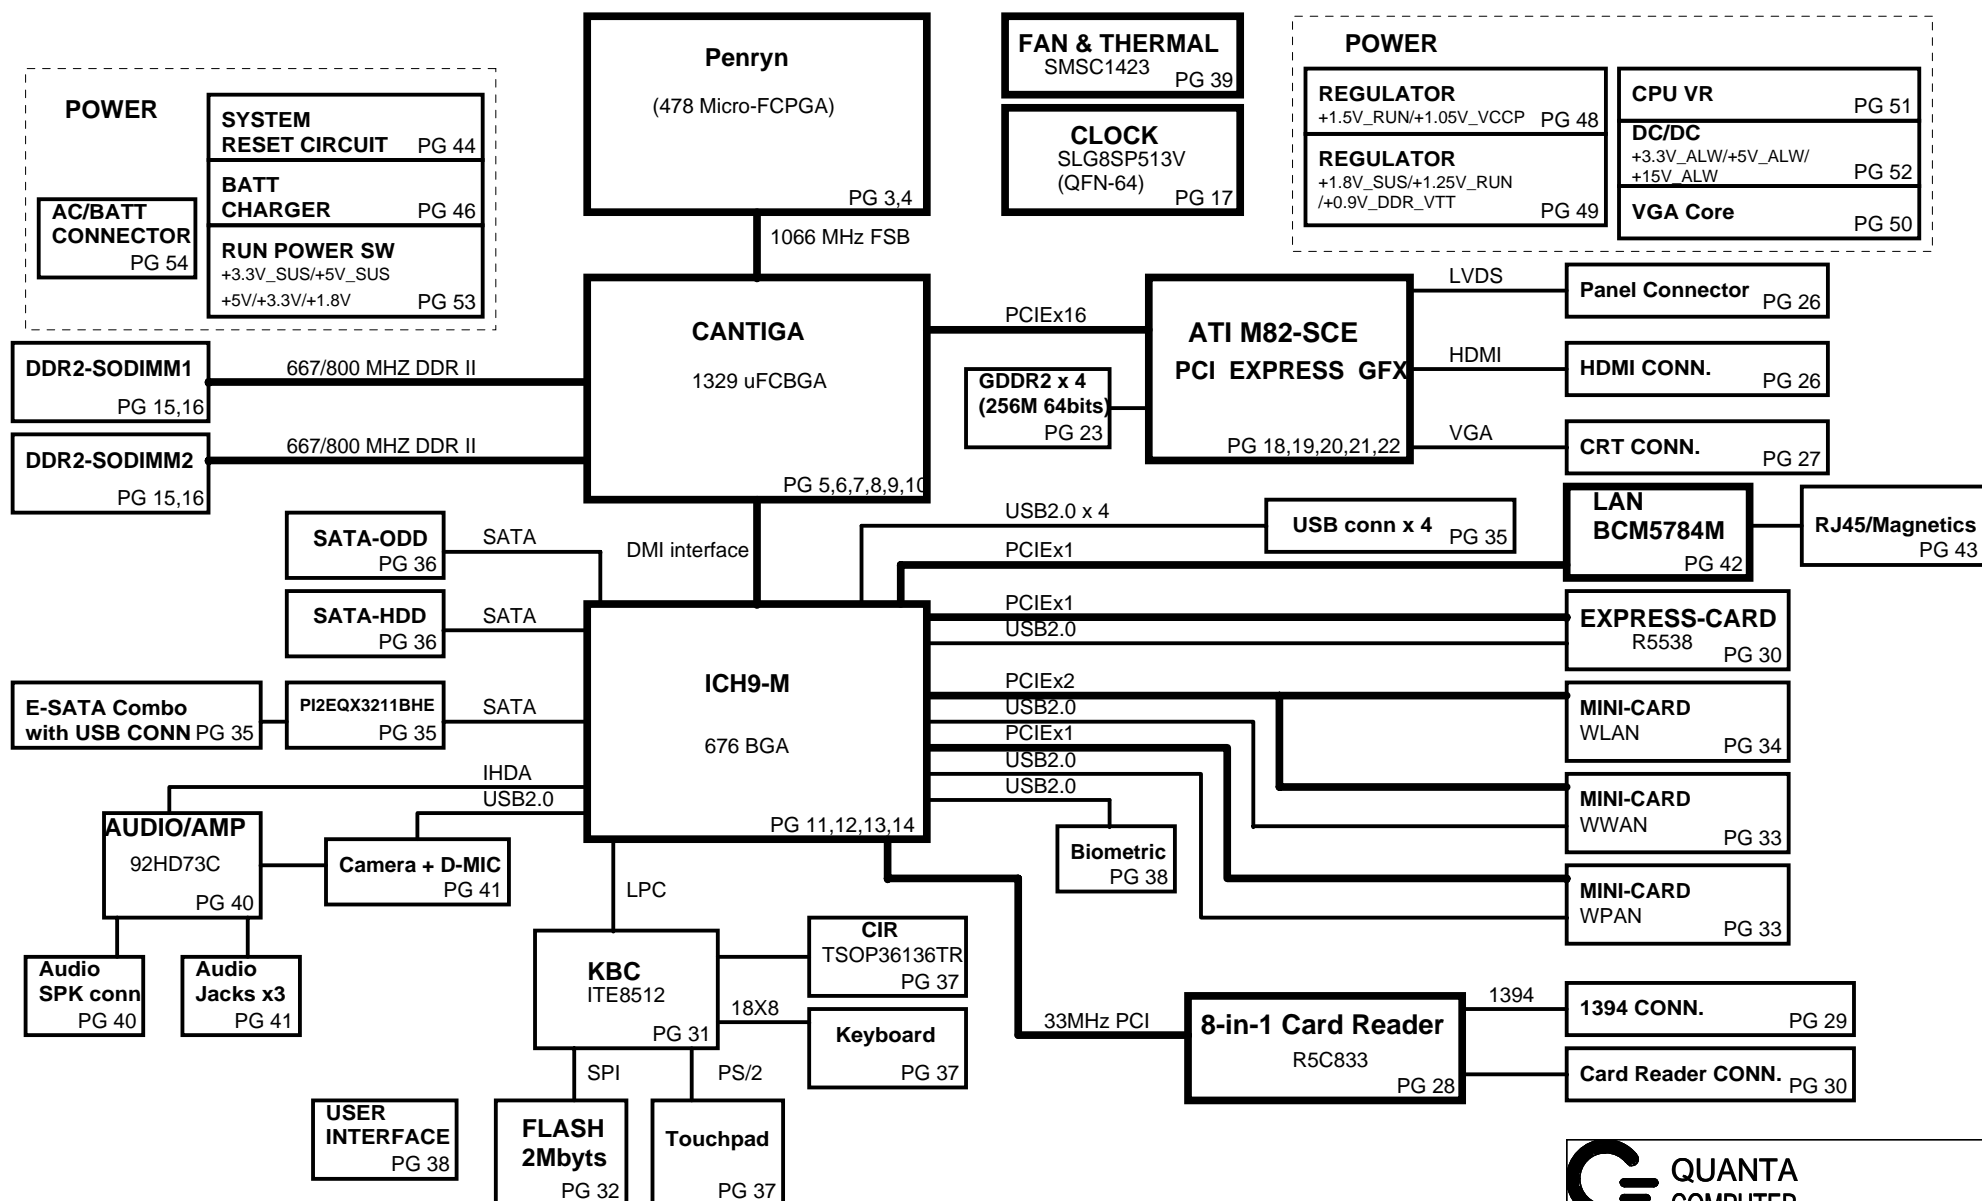 Penryn
(478 Micro-FCPGA)
PG 3,4
FAN & THERMAL
SMSC1423
PG 39
CLOCK
SLG8SP513V
(QFN-64)
PG 17
POWER
REGULATOR
+1.5V_RUN/+1.05V_VCCP
PG 48
REGULATOR
+1.8V_SUS/+1.25V_RUN
/+0.9V_DDR_VTT
PG 49
CPU VR
PG 51
DC/DC
+3.3V_ALW/+5V_ALW/
+15V_ALW
PG 52
VGA Core
PG 50
POWER
SYSTEM
RESET CIRCUIT
PG 44
BATT
CHARGER
PG 46
RUN POWER SW
+3.3V_SUS/+5V_SUS
+5V/+3.3V/+1.8V
PG 53
AC/BATT
CONNECTOR
PG 54
1066 MHz FSB
CANTIGA
1329 uFCBGA
PG 5,6,7,8,9,10
DDR2-SODIMM1
PG 15,16
667/800 MHZ DDR II
DDR2-SODIMM2
PG 15,16
667/800 MHZ DDR II
PCIEx16
ATI M82-SCE
PCI EXPRESS GFX
PG 18,19,20,21,22
GDDR2 x 4
(256M 64bits)
PG 23
LVDS
Panel Connector
PG 26
HDMI
HDMI CONN.
PG 26
VGA
CRT CONN.
PG 27
DMI interface
USB2.0 x 4
USB conn x 4
PG 35
PCIEx1
LAN
BCM5784M
PG 42
RJ45/Magnetics
PG 43
SATA-ODD
PG 36
SATA
SATA-HDD
PG 36
SATA
E-SATA Combo
with USB CONN PG 35
PI2EQX3211BHE
PG 35
SATA
ICH9-M
676 BGA
PG 11,12,13,14
PCIEx1
USB2.0
EXPRESS-CARD
R5538
PG 30
PCIEx2
USB2.0
PCIEx1
USB2.0
USB2.0
MINI-CARD
WLAN
PG 34
MINI-CARD
WWAN
PG 33
MINI-CARD
WPAN
PG 33
Biometric
PG 38
IHDA
USB2.0
AUDIO/AMP
92HD73C
PG 40
Camera + D-MIC
PG 41
Audio
SPK conn
PG 40
Audio
Jacks x3
PG 41
LPC
KBC
ITE8512
PG 31
CIR
TSOP36136TR
PG 37
18X8
Keyboard
PG 37
SPI
PS/2
USER
INTERFACE
PG 38
FLASH
2Mbyts
PG 32
Touchpad
PG 37
33MHz PCI
8-in-1 Card Reader
R5C833
PG 28
1394
1394 CONN.
PG 29
Card Reader CONN.
PG 30
QUANTA
COMPUTER